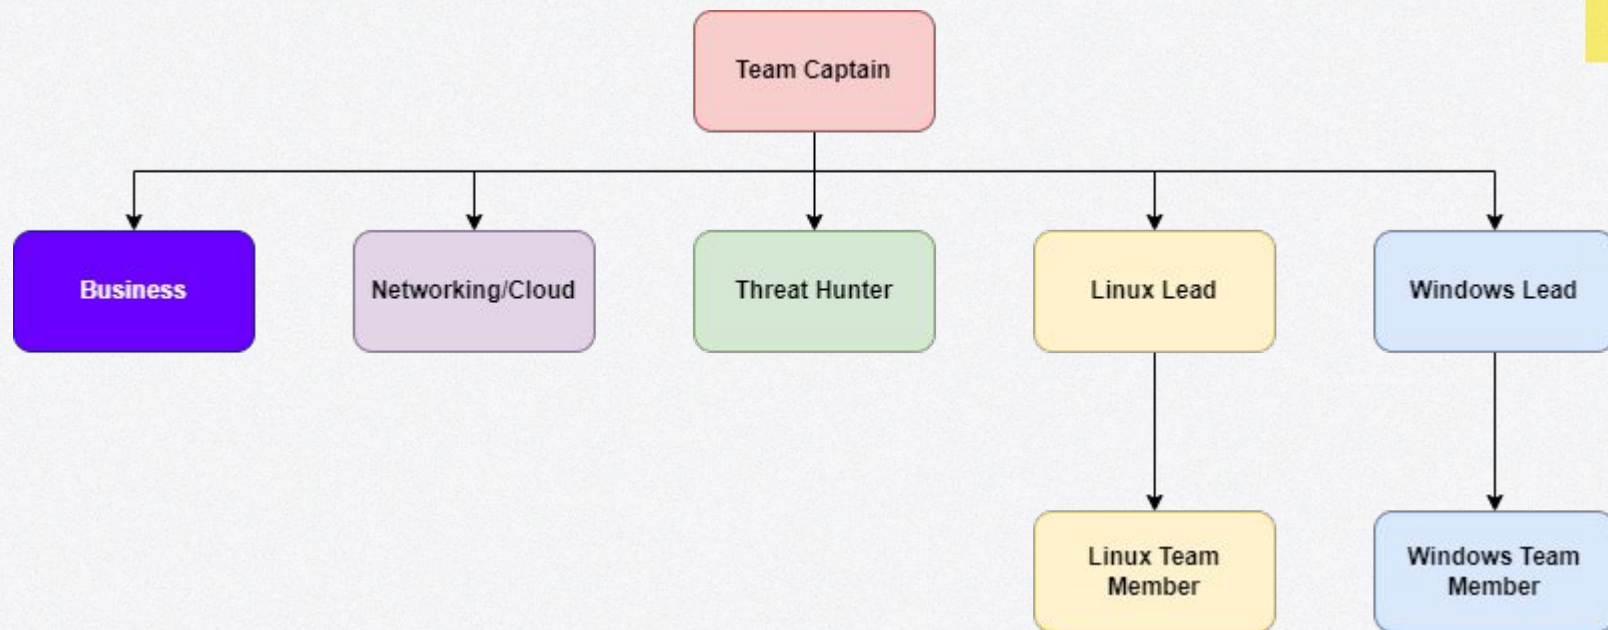 Team Captain
Business
Networking/Cloud
Threat Hunter
Linux Lead
Windows Lead
Linux Team
Member
Windows Team
Member